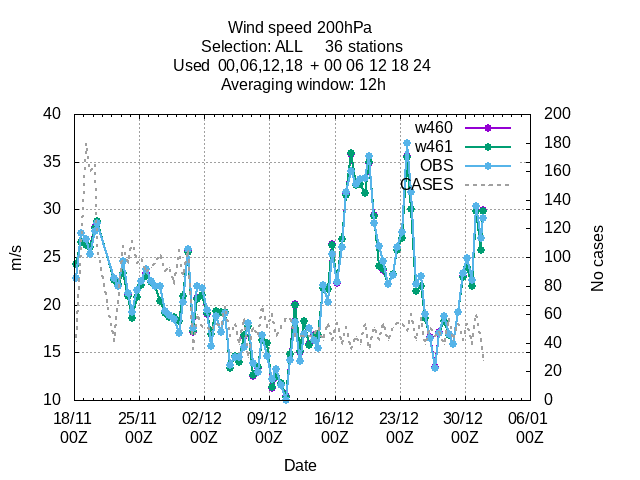 Wind speed 200hPa
Selection: ALL     36 stations
Used  00,06,12,18  + 00 06 12 18 24
Averaging window: 12h
40
35
30
25
20
15
10
m/s
200
180
160
140
120
100
80
60
40
20
0
No cases
w460
w461
OBS
CASES
18/11 25/11 02/12 09/12 16/12 23/12 30/12 06/01
00Z 00Z 00Z 00Z 00Z 00Z 00Z 00Z
Date